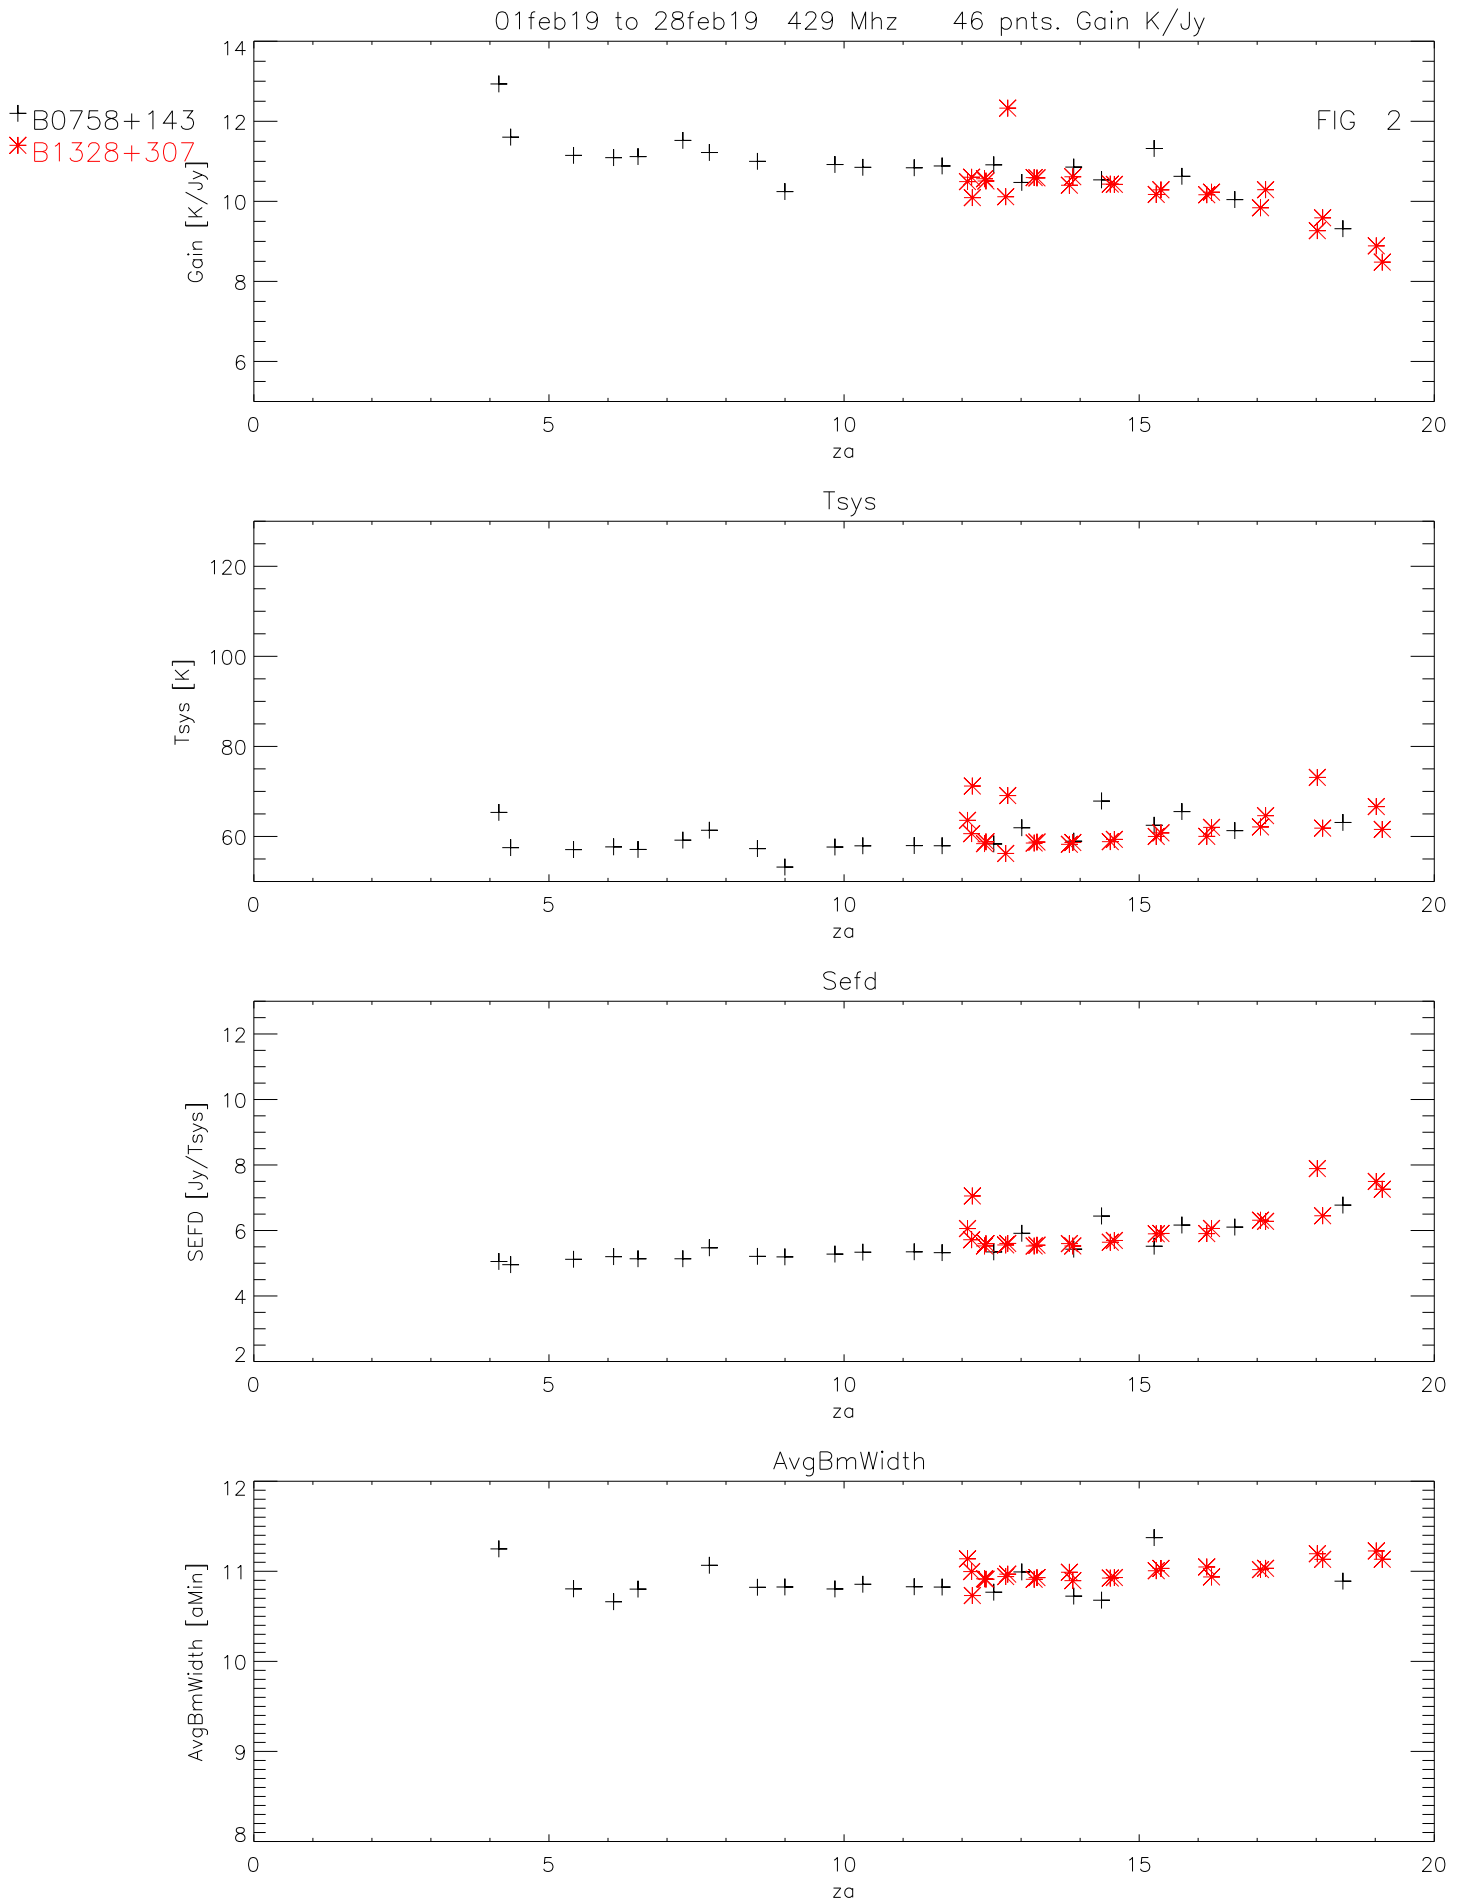 01feb19 to 28feb19 429 Mhz 46 pnts. Gain K/Jy
+ B0758+143
* B1328+307
FIG 2
Gain [K/Jy]
14
12
10
8
6
0 5 10 15 20
za
Tsys
Tsys [K]
120
100
80
60
0 5 10 15 20
za
Sefd
SEFD [Jy/Tsys]
12
10
8
6
4
2
0 5 10 15 20
za
AvgBmWidth
AvgBmWidth [aMin]
12
11
10
9
8
0 5 10 15 20
za